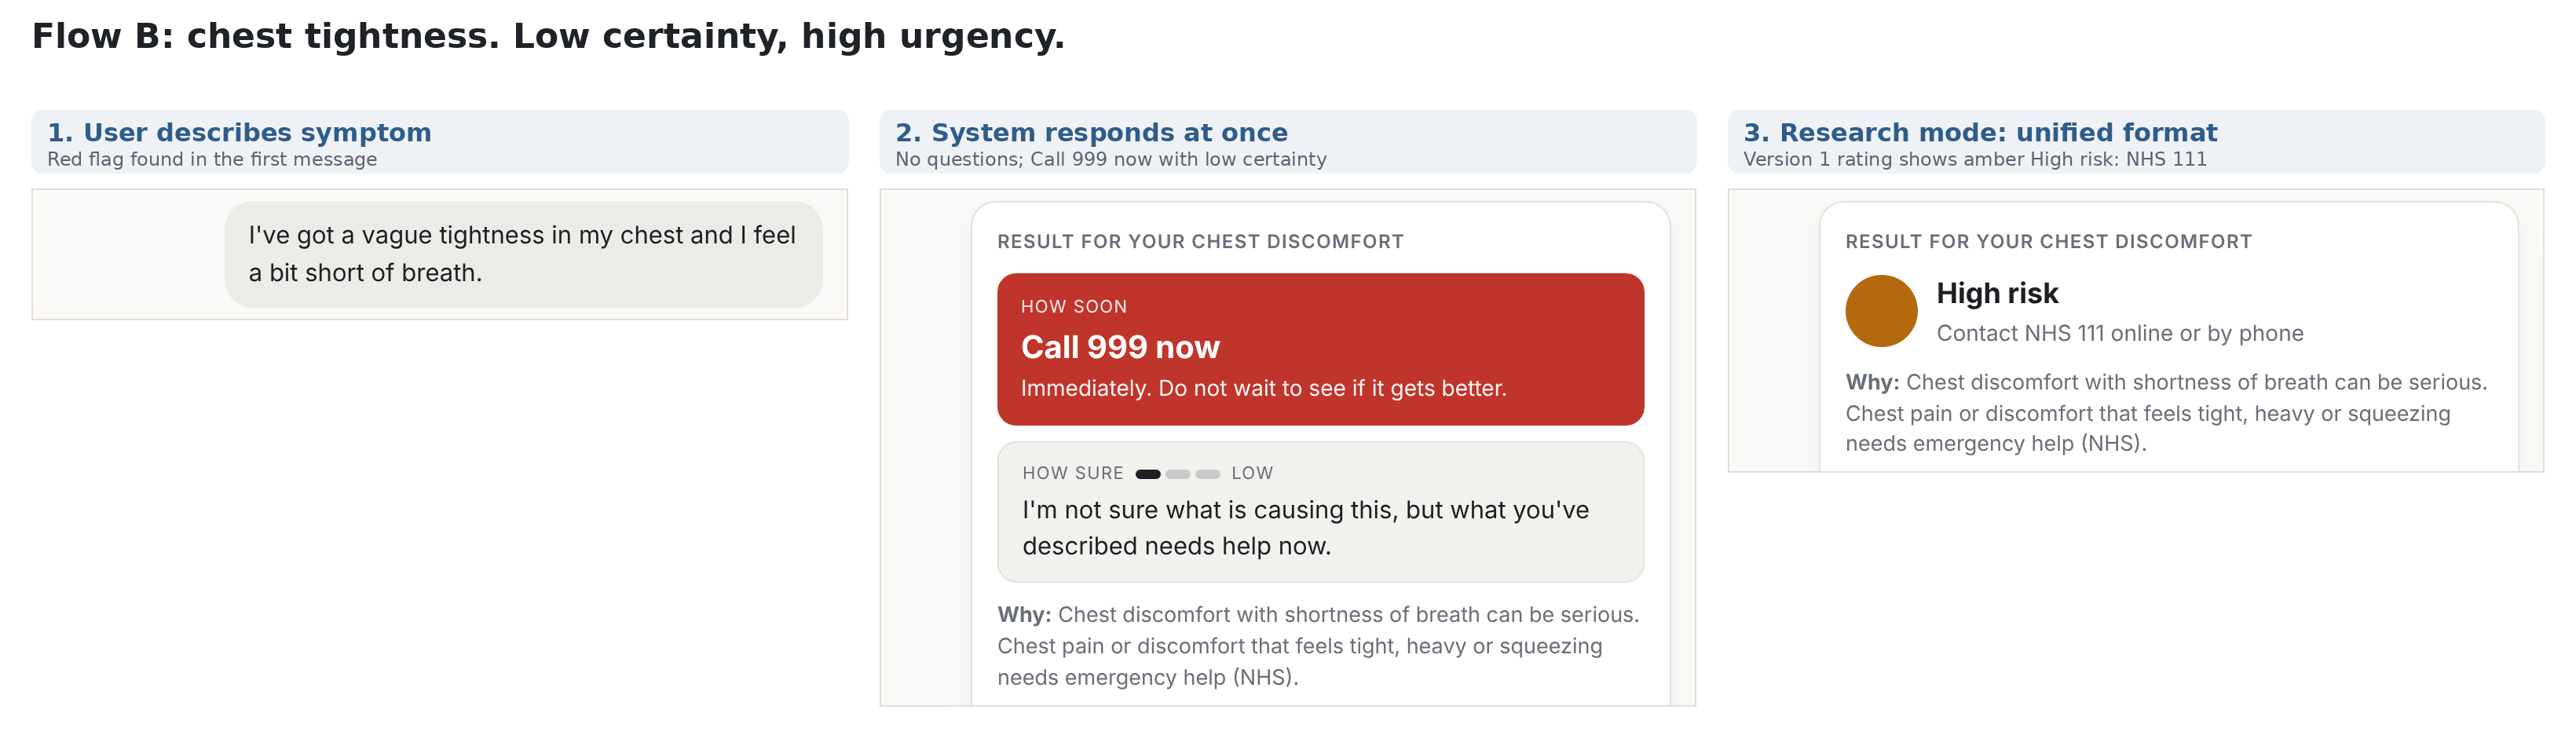 Flow B: chest tightness. Low certainty, high urgency.
1. User describes symptom
Red flag found in the first message
I've got a vague tightness in my chest and I feel
a bit short of breath.
2. System responds at once
No questions; Call 999 now with low certainty
RESULT FOR YOUR CHEST DISCOMFORT
HOW SOON
Call 999 now
Immediately. Do not wait to see if it gets better.
HOW SURE LOW
I'm not sure what is causing this, but what you've
described needs help now.
Why: Chest discomfort with shortness of breath can be serious.
Chest pain or discomfort that feels tight, heavy or squeezing
needs emergency help (NHS).
3. Research mode: unified format
Version 1 rating shows amber High risk: NHS 111
RESULT FOR YOUR CHEST DISCOMFORT
High risk
Contact NHS 111 online or by phone
Why: Chest discomfort with shortness of breath can be serious.
Chest pain or discomfort that feels tight, heavy or squeezing
needs emergency help (NHS).